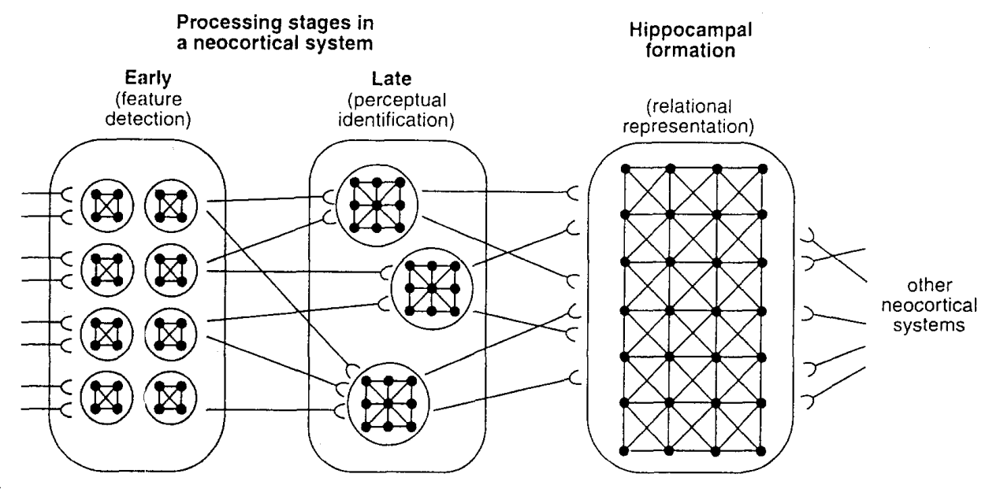 Processing stages in
a neocortical system
Early
(feature
detection)
Late
(perceptual
identification)
Hippocampal
formation
(relational
representation)
other
neocortical
systems